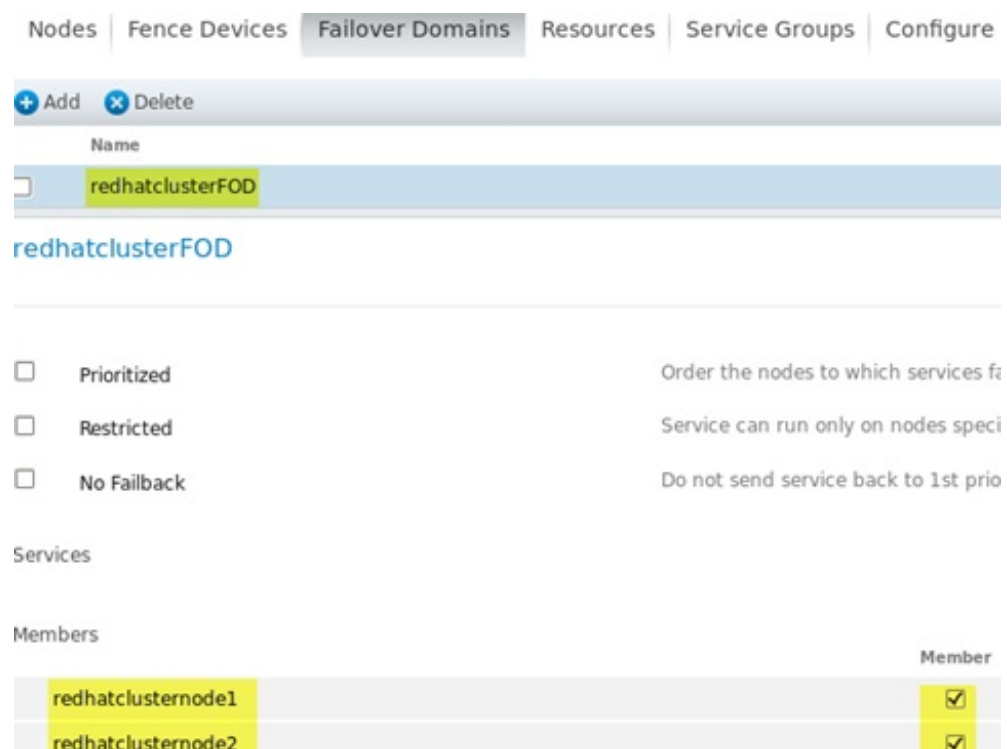 Nodes Fence Devices Failover Domains Resources Service Groups Configure
Add Delete
Name
redhatclusterFOD
redhatclusterFOD
Prioritized Order the nodes to which services fa
Restricted Service can run only on nodes speci
No Failback Do not send service back to 1st prio
Services
Members
Member
redhatclusternode1
redhatclusternode2